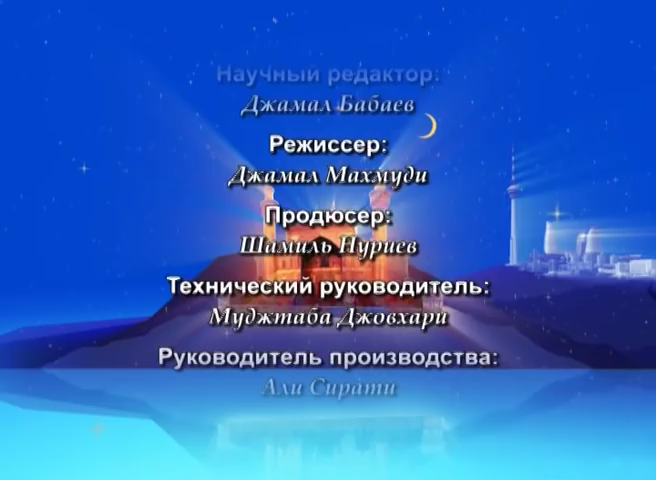 Научный редактор:
Джамал Бабаев
Режиссер:
Джамал Махмуди
Продюсер:
Шамиль Нуриев
Технический руководитель:
Муджтаба Джовхари
Руководитель производства:
Али Сирати